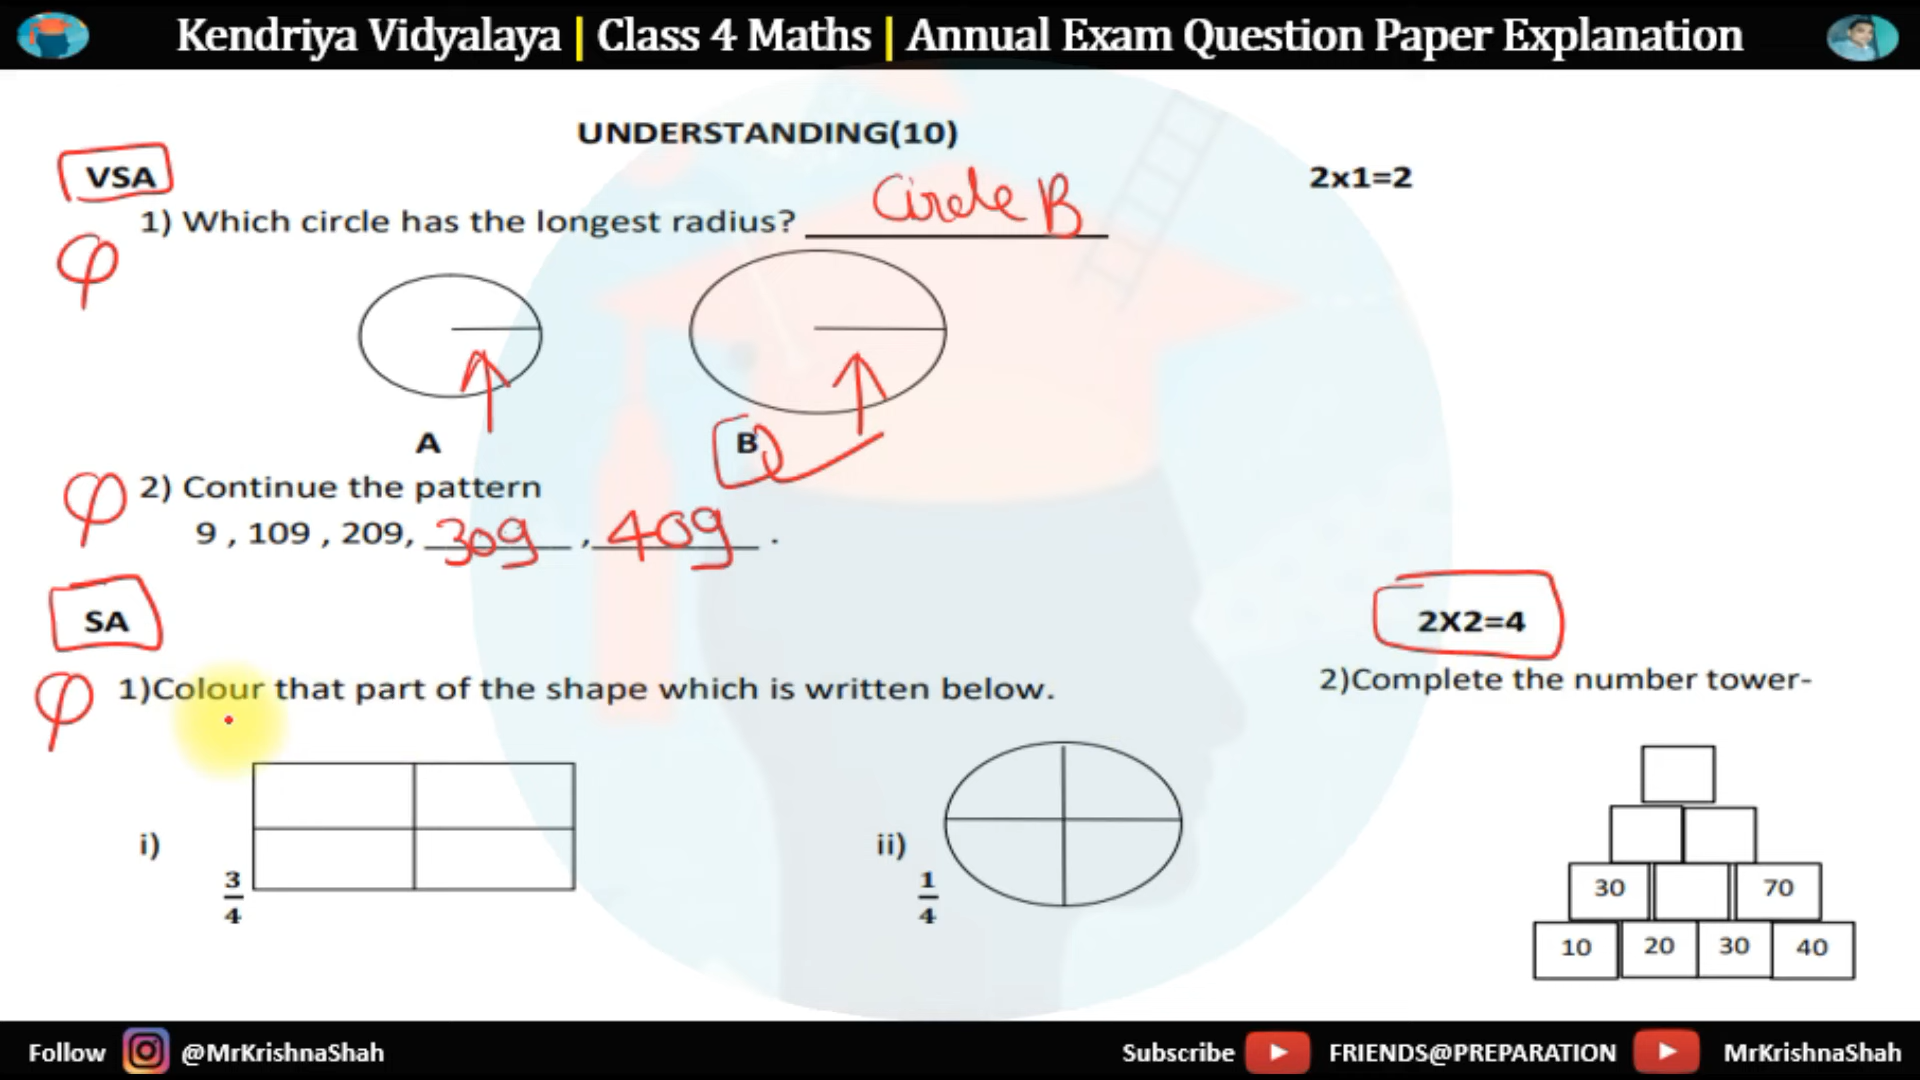 Kendriya Vidyalaya | Class 4 Maths | Annual Exam Question Paper Explanation
UNDERSTANDING(10)
VSA
2x1=2
1) Which circle has the longest radius? Circle B
A
B
2) Continue the pattern
9 , 109 , 209, 309 , 409 .
SA
2X2=4
1)Colour that part of the shape which is written below.
2)Complete the number tower-
i)
3
4
ii)
1
4
30 70
10 20 30 40
Follow @MrKrishnaShah
Subscribe FRIENDS@PREPARATION MrKrishnaShah